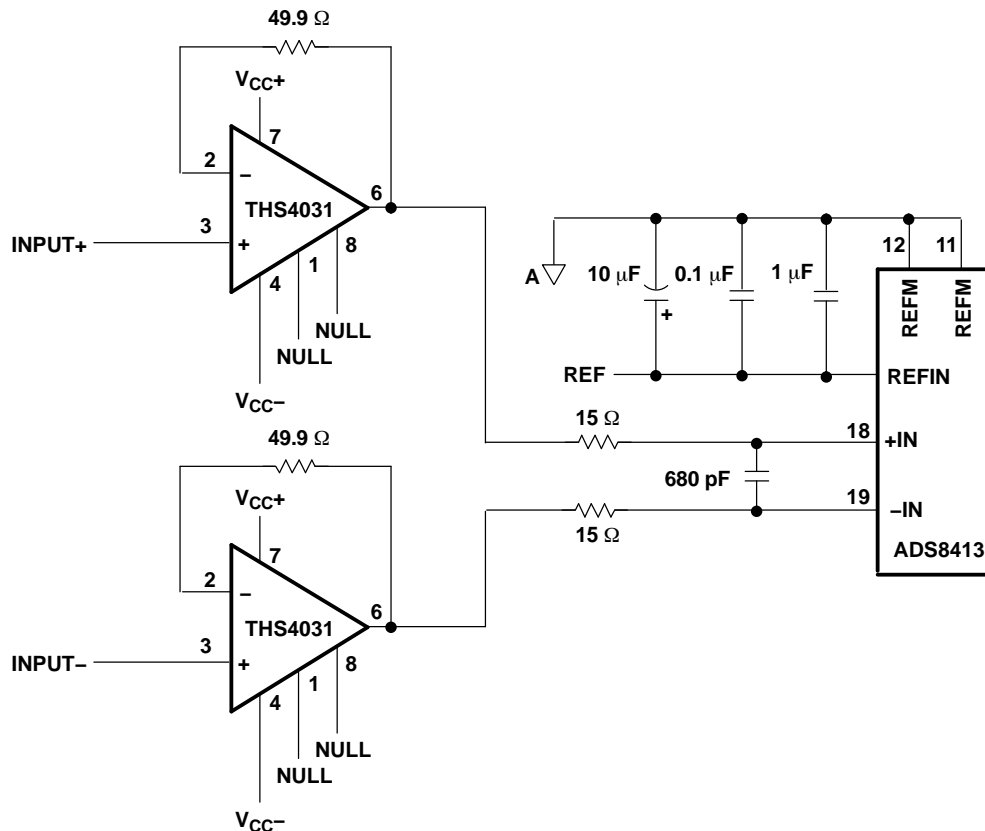 49.9 Ω
VCC+
7
2
−
THS4031
6
3
+
INPUT+
8
1
4
NULL
NULL
VCC−
12
11
A
10 µF
0.1 µF
1 µF
+
REFM
REFM
REF
REFIN
15 Ω
18
+IN
680 pF
19
−IN
15 Ω
ADS8413
49.9 Ω
VCC+
7
2
−
THS4031
6
3
+
INPUT−
8
1
4
NULL
NULL
VCC−